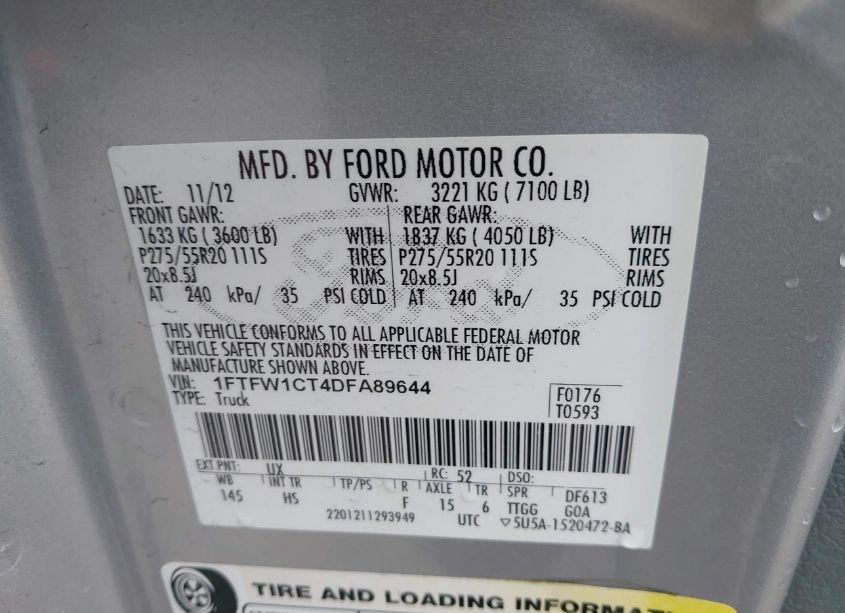 MFD. BY FORD MOTOR CO.
DATE: 11/12 GVWR: 3221 KG ( 7100 LB)
FRONT GAWR: REAR GAWR:
1633 KG ( 3600 LB) WITH 1837 KG ( 4050 LB) WITH
P275/55R20 111S TIRES P275/55R20 111S TIRES
20x8.5J RIMS 20x8.5J RIMS
AT 240 kPa/ 35 PSI COLD AT 240 kPa/ 35 PSI COLD
THIS VEHICLE CONFORMS TO ALL APPLICABLE FEDERAL MOTOR
VEHICLE SAFETY STANDARDS IN EFFECT ON THE DATE OF
MANUFACTURE SHOWN ABOVE.
VIN: 1FTFW1CT4DFA89644 F0176
TYPE: Truck T0593
EXT PNT: UX RC: 52 DSO:
WB INT TR TP/PS R AXLE TR SPR DF613
145 HS F 15 6 TTGG GOA
2201211293949 UTC ▽5U5A-1520472-BA
TIRE AND LOADING